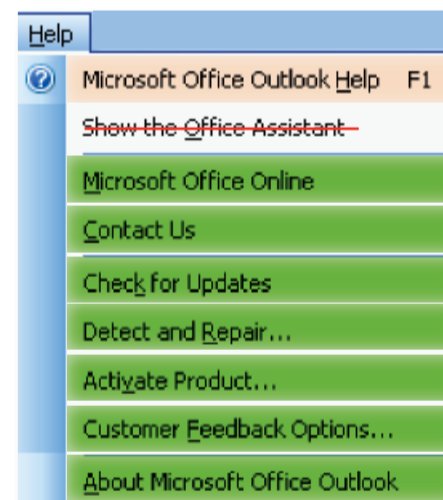 Help
Microsoft Office Outlook Help F1
Show the Office Assistant
Microsoft Office Online
Contact Us
Check for Updates
Detect and Repair...
Activate Product...
Customer Feedback Options...
About Microsoft Office Outlook